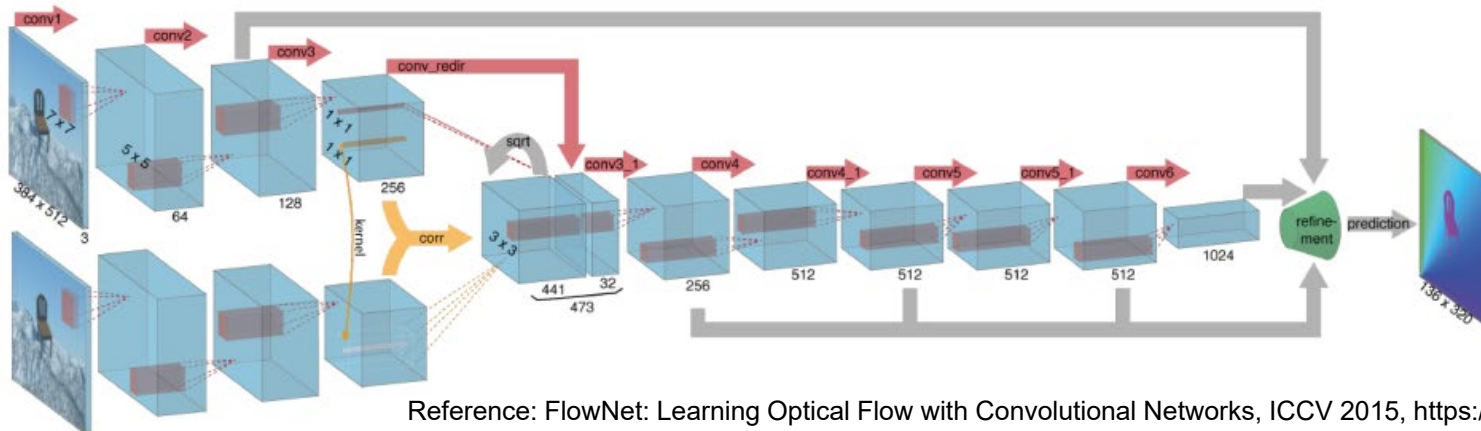 conv1
conv2
conv3
conv_redir
7 x 7
5 x 5
1 x 1
1 x 1
384 x 512
3
64
128
256
kernel
corr
sqrt
3 x 3
441
32
473
conv3_1
conv4
conv4_1
conv5
conv5_1
conv6
256
512
512
512
512
1024
refine-
ment
prediction
136 x 320
Reference: FlowNet: Learning Optical Flow with Convolutional Networks, ICCV 2015, https:/